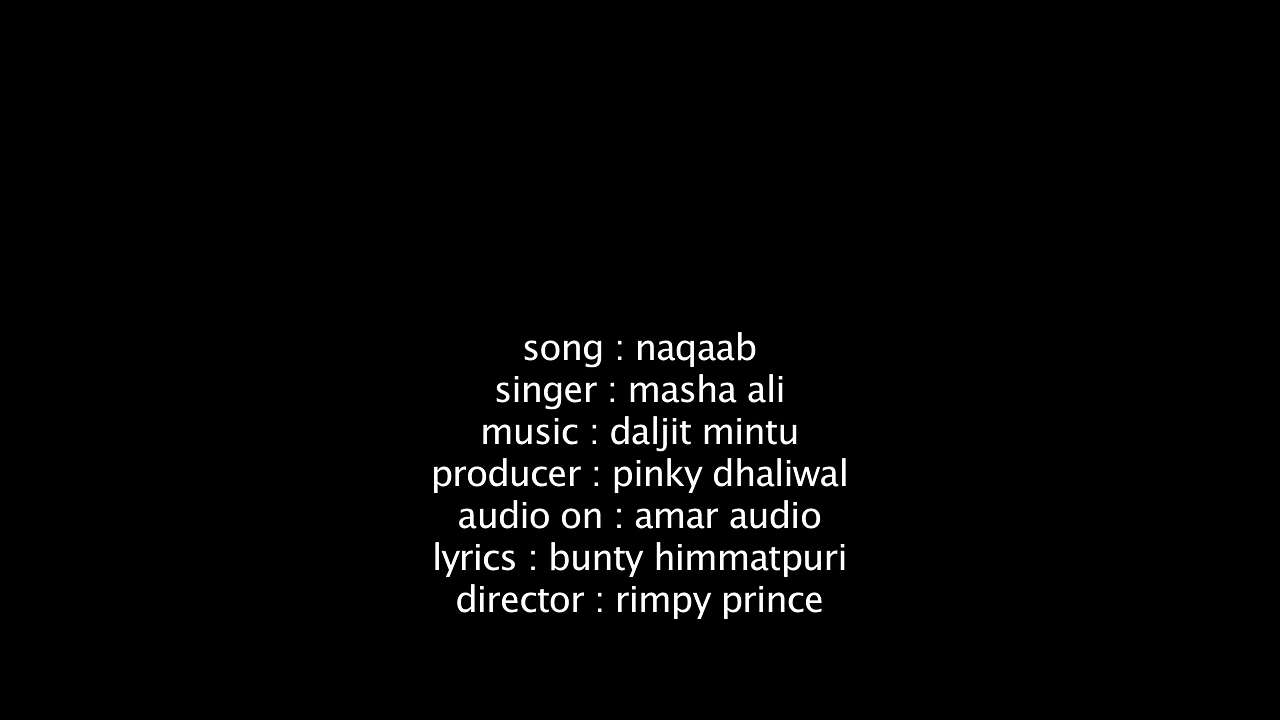 song : naqaab
singer : masha ali
music : daljit mintu
producer : pinky dhaliwal
audio on : amar audio
lyrics : bunty himmatpuri
director : rimpy prince